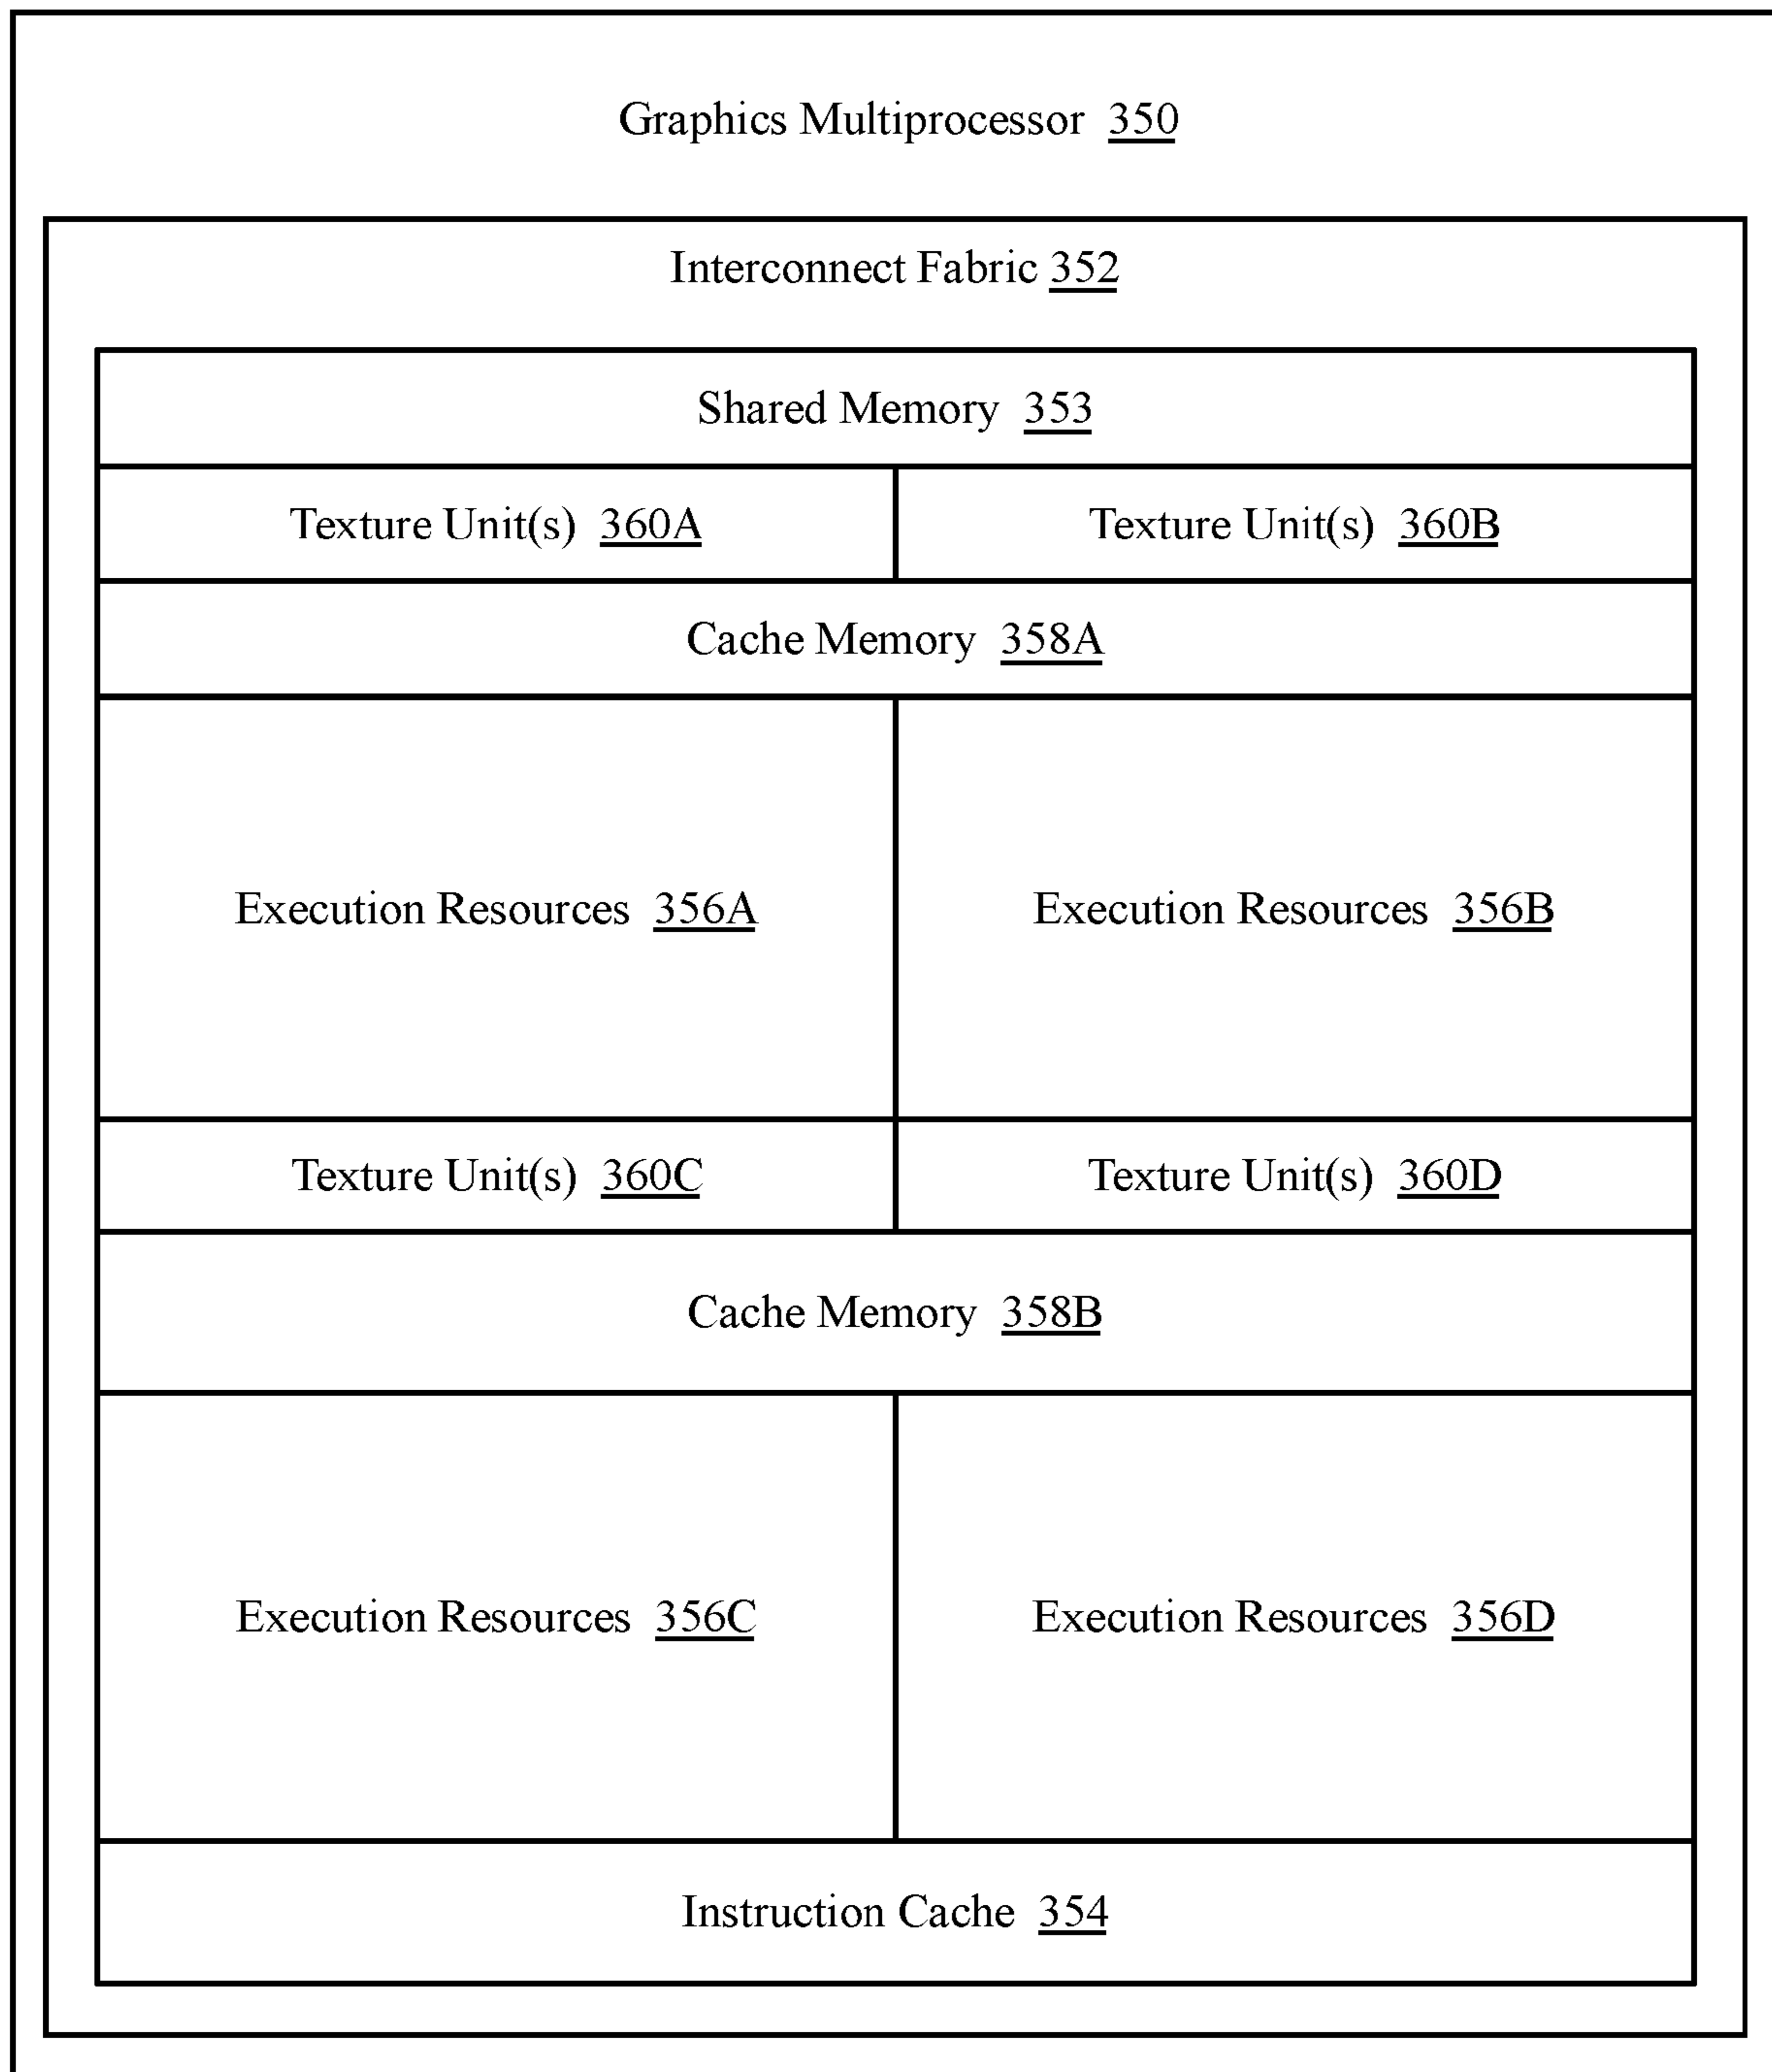 Graphics Multiprocessor 350
Interconnect Fabric 352
Shared Memory 353
Texture Unit(s) 360A
Texture Unit(s) 360B
Cache Memory 358A
Execution Resources 356A
Execution Resources 356B
Texture Unit(s) 360C
Texture Unit(s) 360D
Cache Memory 358B
Execution Resources 356C
Execution Resources 356D
Instruction Cache 354